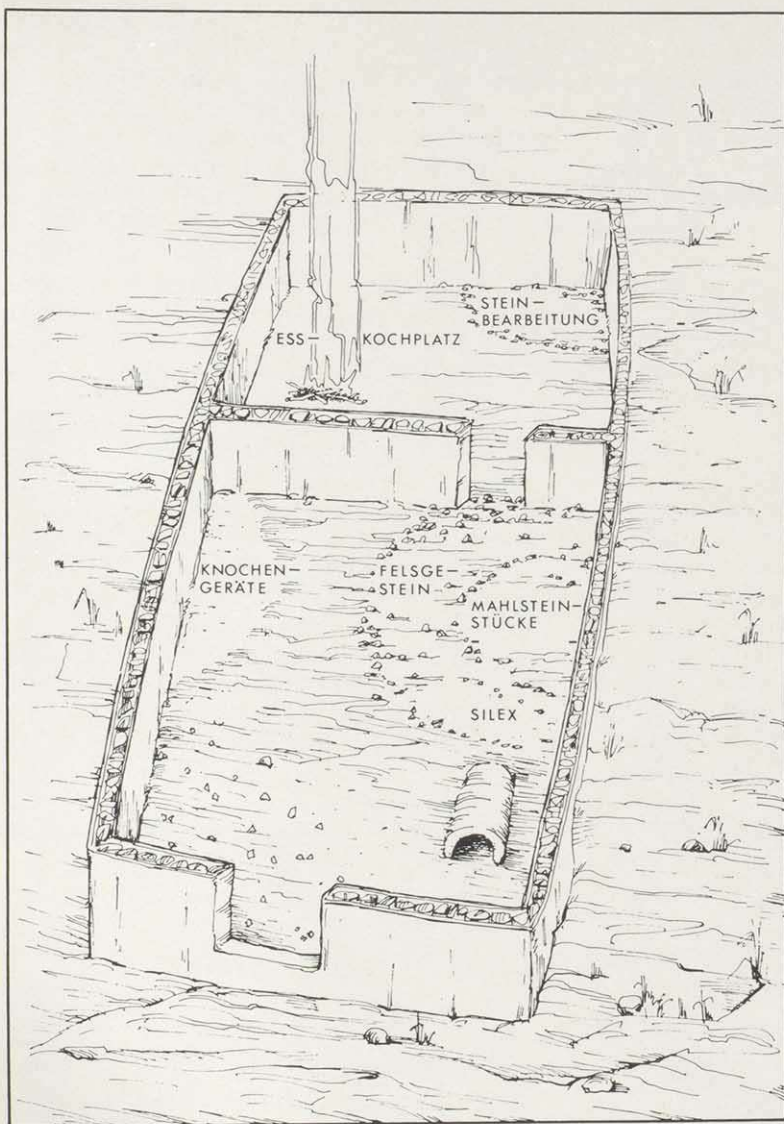 STEIN-
BEARBEITUNG
ESS- KOCHPLATZ
KNOCHEN-
GERÄTE
FELSGE-
STEIN
MAHLSTEIN-
STÜCKE
SILEX